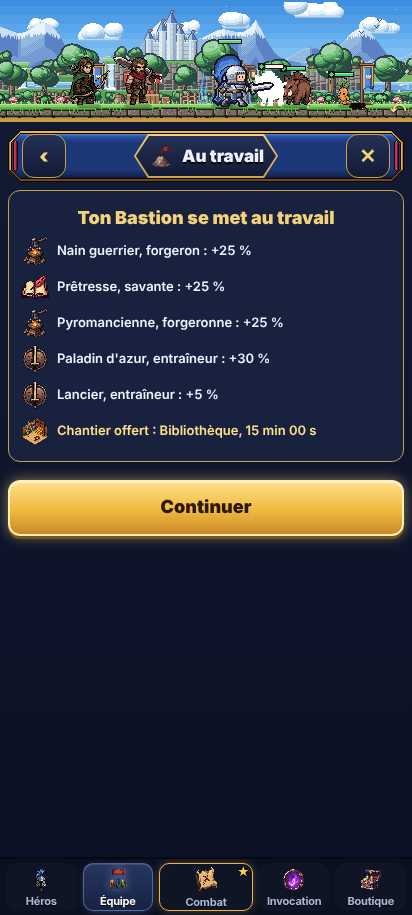 Au travail
Ton Bastion se met au travail
Nain guerrier, forgeron : +25 %
Prêtresse, savante : +25 %
Pyromancienne, forgeronne : +25 %
Paladin d'azur, entraîneur : +30 %
Lancier, entraîneur : +5 %
Chantier offert : Bibliothèque, 15 min 00 s
Continuer
Héros
Équipe
Combat
Invocation
Boutique